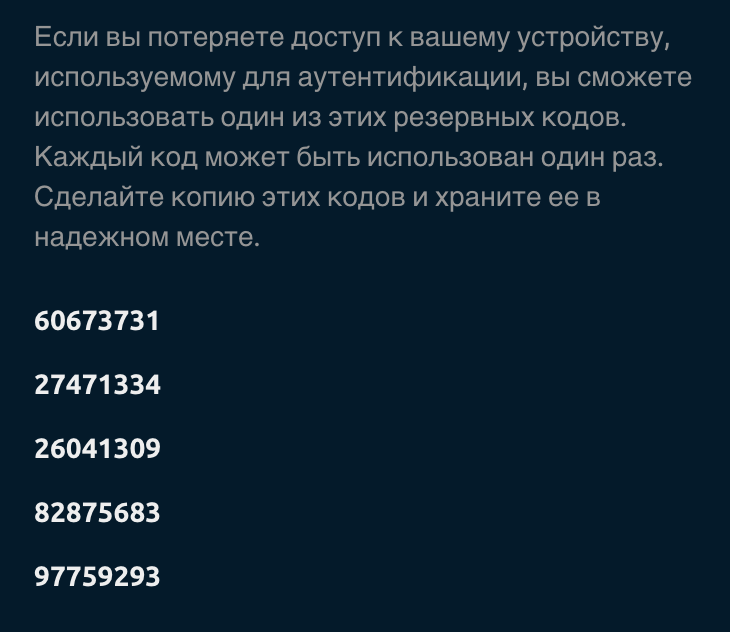 Если вы потеряете доступ к вашему устройству,
используемому для аутентификации, вы сможете
использовать один из этих резервных кодов.
Каждый код может быть использован один раз.
Сделайте копию этих кодов и храните ее в
надежном месте.
60673731
27471334
26041309
82875683
97759293